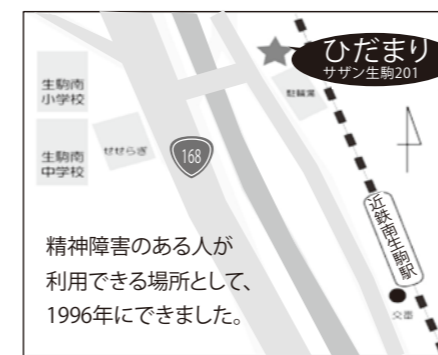 ひだまり
サザン生駒201
生駒南
小学校
駐輪場
生駒南
中学校
せせらぎ
168
近鉄南生駒駅
交番
精神障害のある人が
利用できる場所として、
1996年にできました。